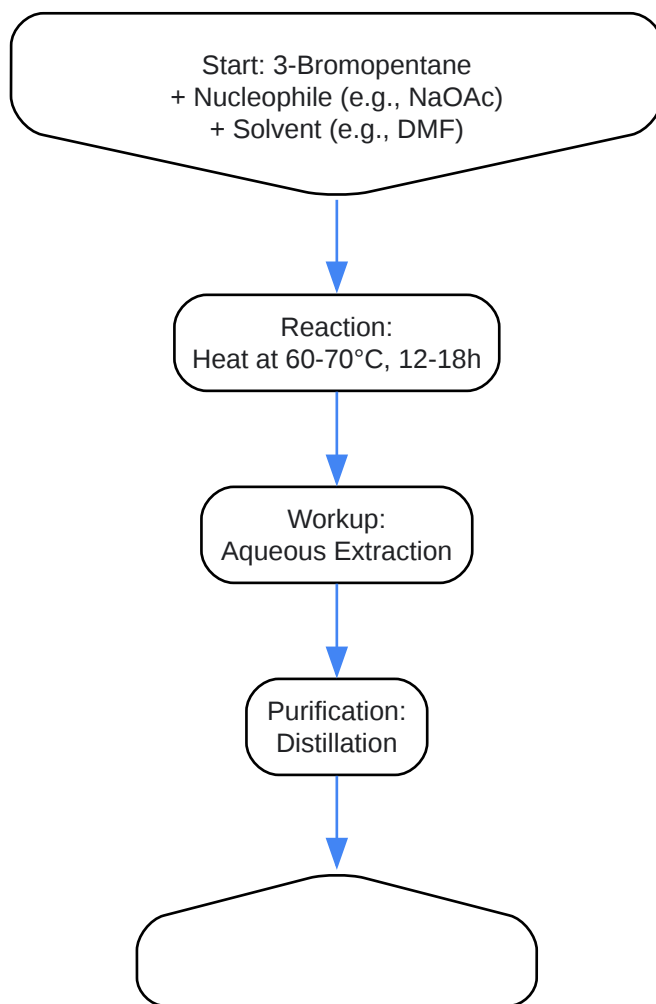 Start: 3-Bromopentane
+ Nucleophile (e.g., NaOAc)
+ Solvent (e.g., DMF)
Reaction:
Heat at 60-70°C, 12-18h
Workup:
Aqueous Extraction
Purification:
Distillation